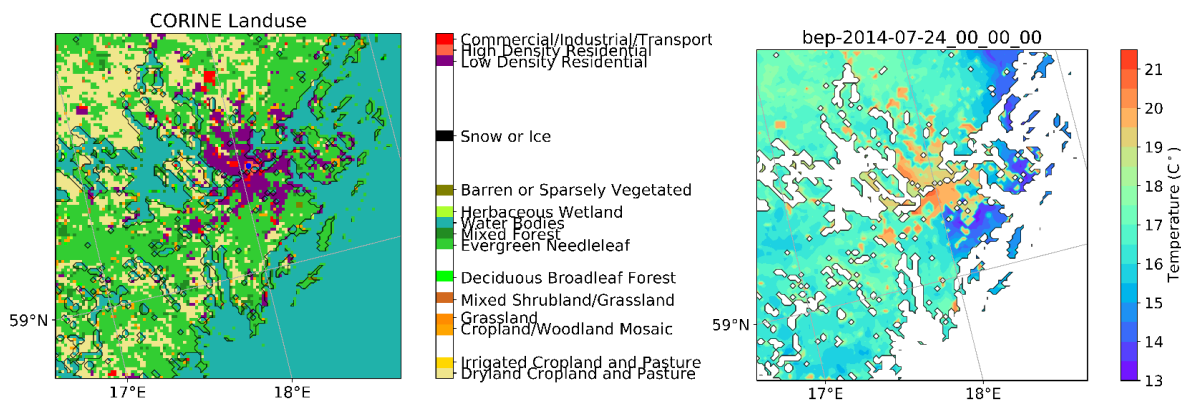 CORINE Landuse
59°N
17°E
18°E
Commercial/Industrial/Transport
High Density Residential
Low Density Residential
Snow or Ice
Barren or Sparsely Vegetated
Herbaceous Wetland
Water Bodies
Mixed Forest
Evergreen Needleleaf
Deciduous Broadleaf Forest
Mixed Shrubland/Grassland
Grassland
Cropland/Woodland Mosaic
Irrigated Cropland and Pasture
Dryland Cropland and Pasture
bep-2014-07-24_00_00_00
59°N
17°E
18°E
21
20
19
18
17
16
15
14
13
Temperature (C°)